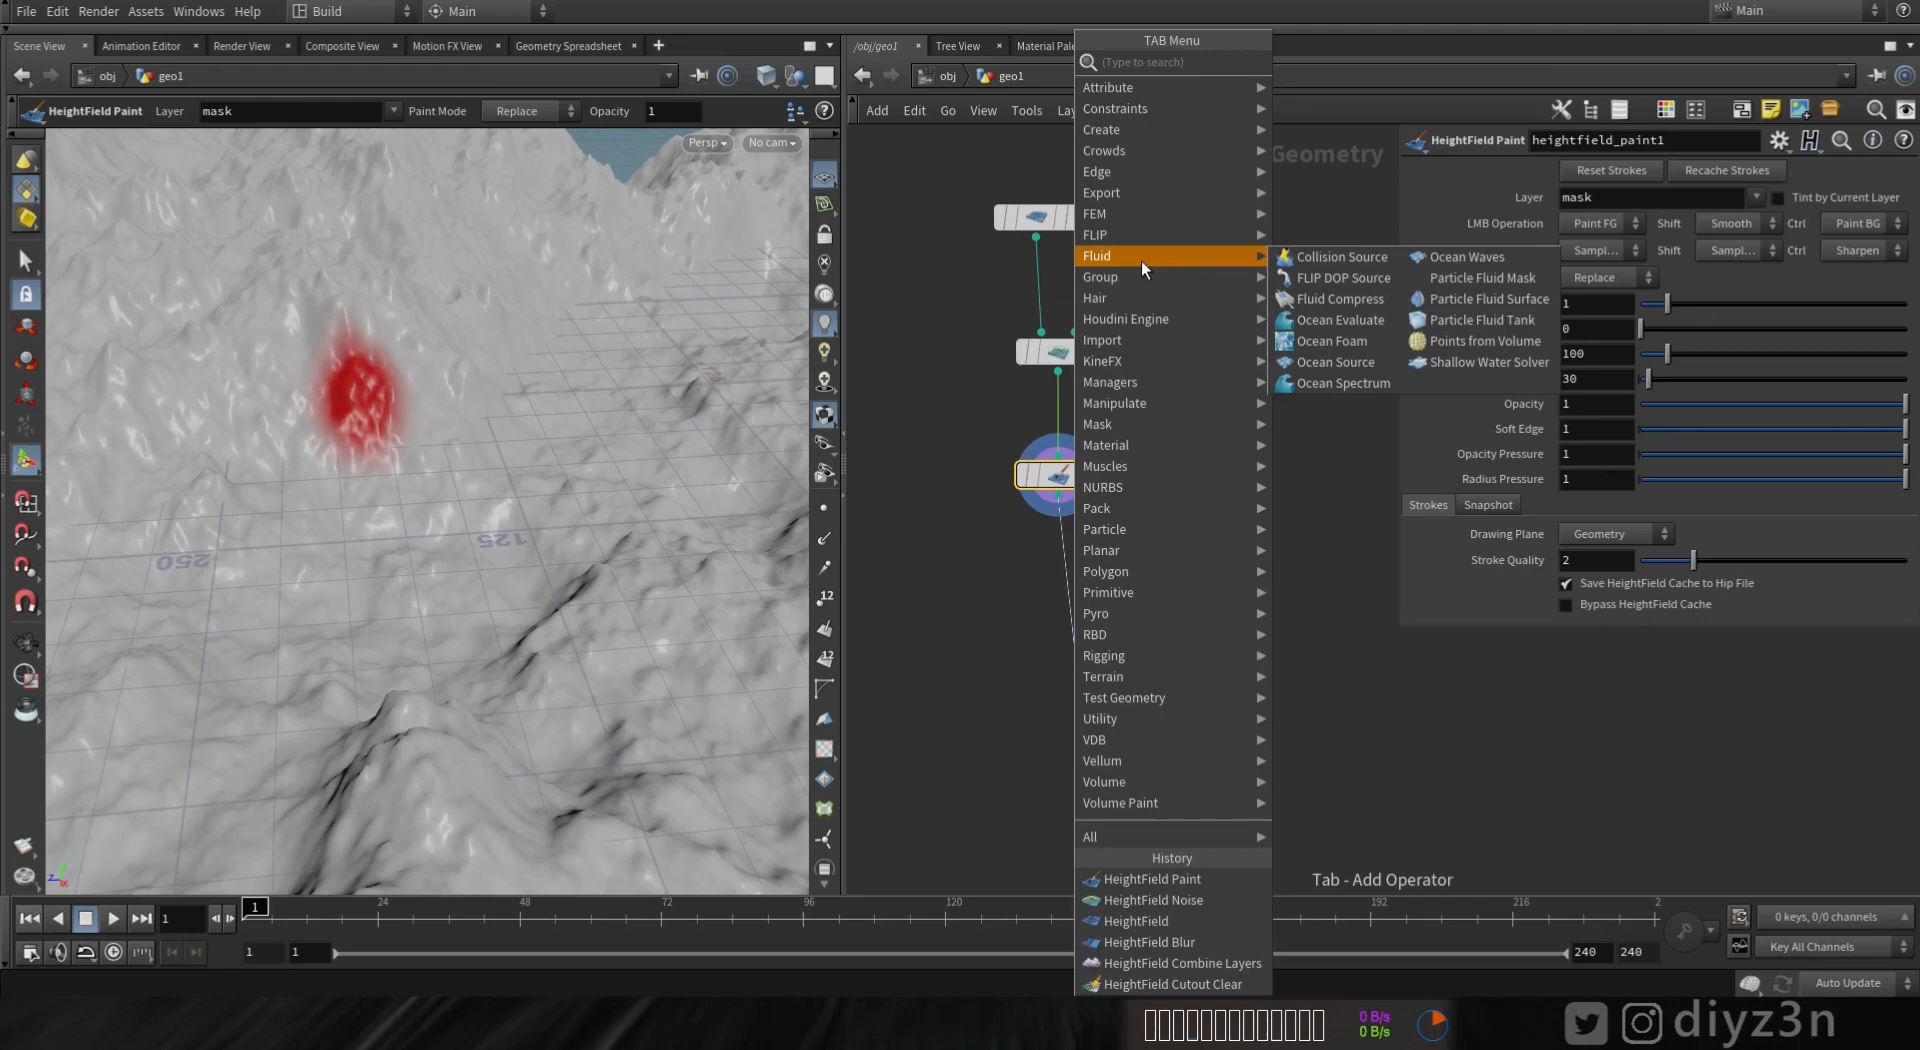 File Edit Render Assets Windows Help Build Main Main
Scene View Animation Editor Render View Composite View Motion FX View Geometry Spreadsheet
/obj/geo1 Tree View Material Pale
obj geo1
obj geo1
HeightField Paint Layer mask Paint Mode Replace Opacity 1
Add Edit Go View Tools Lay
Persp No cam
250
125
12
12
Geometry
TAB Menu
(Type to search)
Attribute
Constraints
Create
Crowds
Edge
Export
FEM
FLIP
Fluid
Group
Hair
Houdini Engine
Import
KineFX
Managers
Manipulate
Mask
Material
Muscles
NURBS
Pack
Particle
Planar
Polygon
Primitive
Pyro
RBD
Rigging
Terrain
Test Geometry
Utility
VDB
Vellum
Volume
Volume Paint
All
History
HeightField Paint
HeightField Noise
HeightField
HeightField Blur
HeightField Combine Layers
HeightField Cutout Clear
Collision Source Ocean Waves
FLIP DOP Source Particle Fluid Mask
Fluid Compress Particle Fluid Surface
Ocean Evaluate Particle Fluid Tank
Ocean Foam Points from Volume
Ocean Source Shallow Water Solver
Ocean Spectrum
HeightField Paint heightfield_paint1
Reset Strokes Recache Strokes
Layer mask Tint by Current Layer
LMB Operation Paint FG Shift Smooth Ctrl Paint BG
Sampl... Shift Sampl... Ctrl Sharpen
Replace
1
0
100
30
Opacity 1
Soft Edge 1
Opacity Pressure 1
Radius Pressure 1
Strokes Snapshot
Drawing Plane Geometry
Stroke Quality 2
Save HeightField Cache to Hip File
Bypass HeightField Cache
Tab - Add Operator
1 1 24 48 72 96 120 192 216 2
0 keys, 0/0 channels
1 1 240 240 Key All Channels
Auto Update
0 B/s
0 B/s
diyz3n